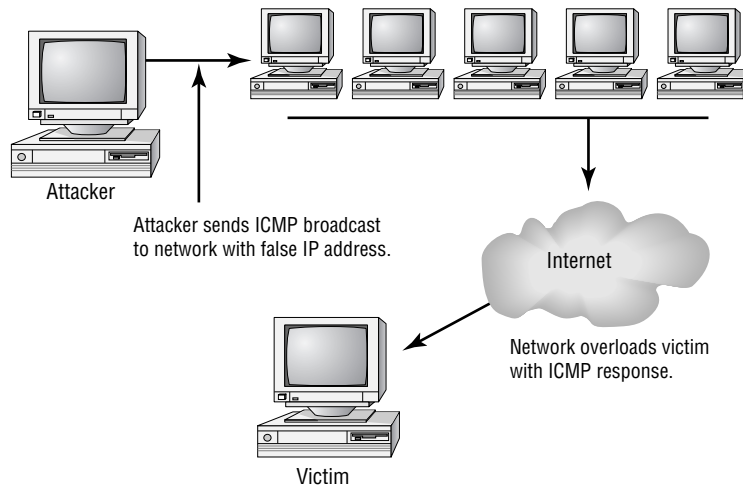 Attacker
Attacker sends ICMP broadcast
to network with false IP address.
Internet
Network overloads victim
with ICMP response.
Victim